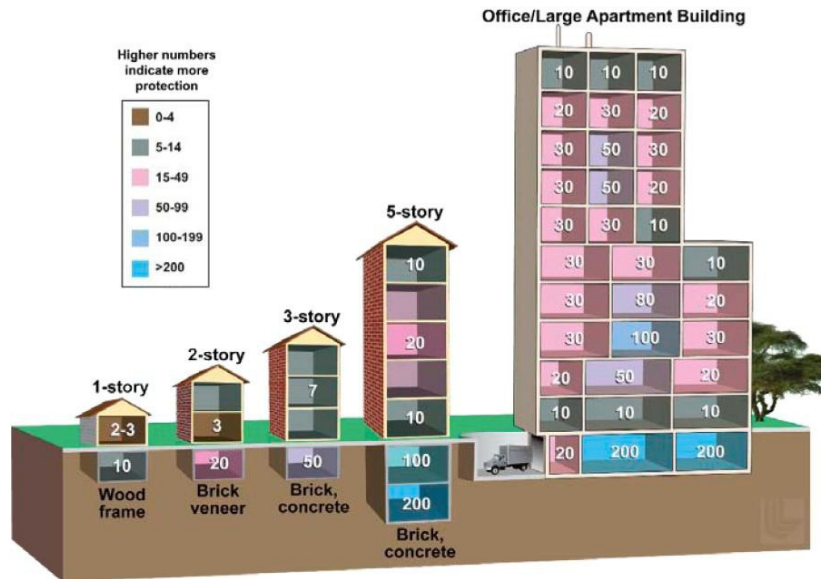 Office/Large Apartment Building
Higher numbers
indicate more
protection
0-4
5-14
15-49
50-99
100-199
>200
10 10 10
20 30 20
30 50 30
30 50 20
30 30 10
30 30 10
30 80 20
30 100 30
20 50 20
10 10 10
20 200 200
5-story
10
20
10
100
200
Brick,
concrete
3-story
7
50
Brick,
concrete
2-story
3
20
Brick
veneer
1-story
2-3
10
Wood
frame